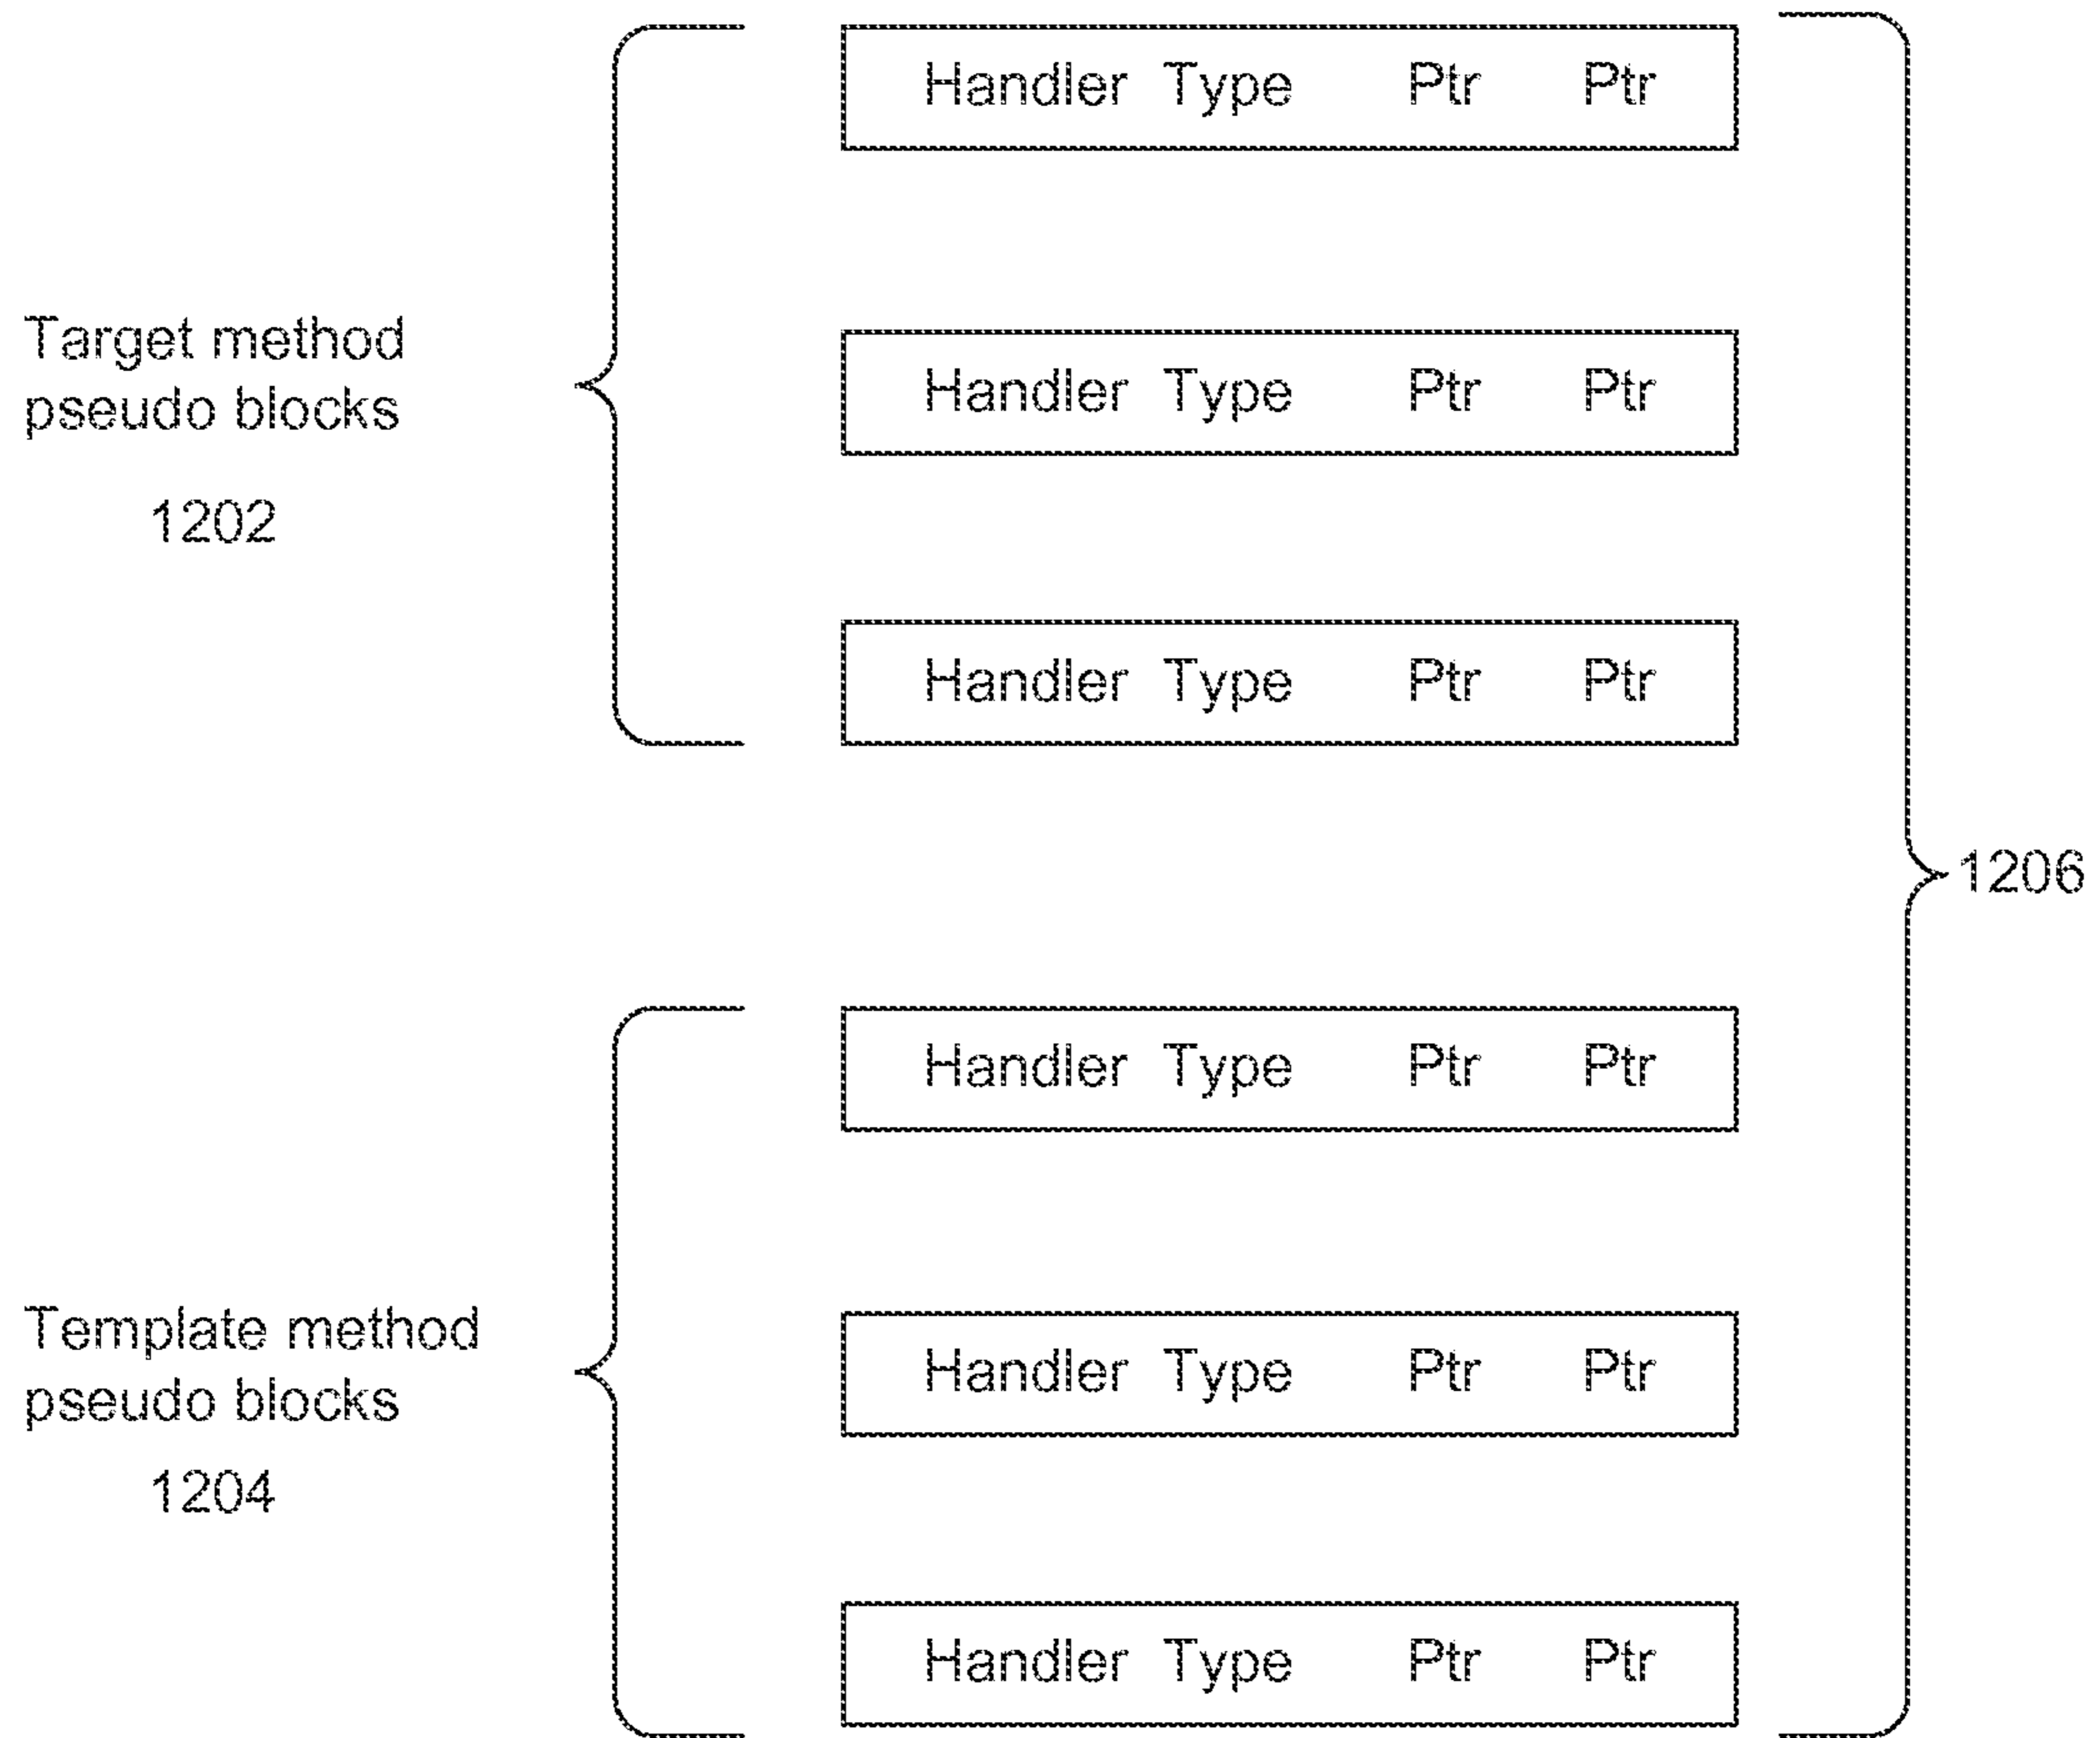 Handler Type Ptr Ptr
Target method
pseudo blocks
1202
Handler Type Ptr Ptr
Handler Type Ptr Ptr
1206
Template method
pseudo blocks
1204
Handler Type Ptr Ptr
Handler Type Ptr Ptr
Handler Type Ptr Ptr